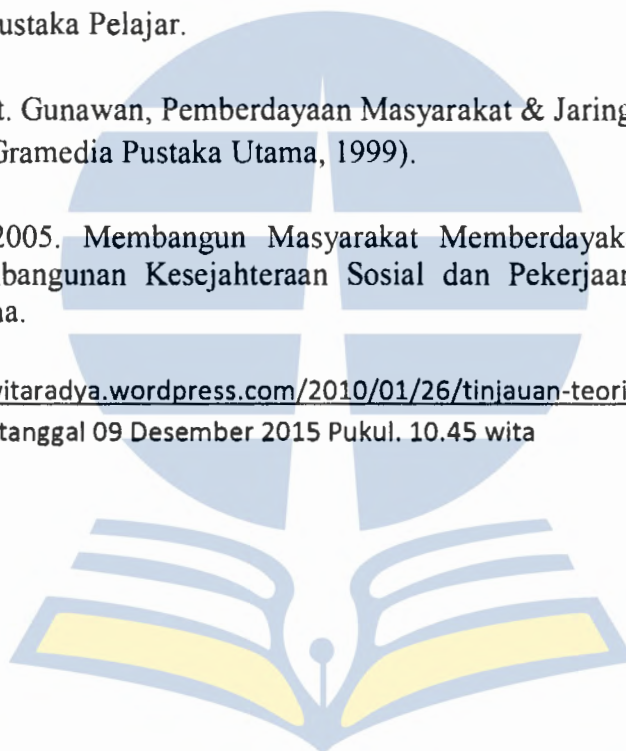 ustaka Pelajar.
t. Gunawan, Pemberdayaan Masyarakat & Jaring
Gramedia Pustaka Utama, 1999).
2005. Membangun Masyarakat Memberdayak
bangunan Kesejahteraan Sosial dan Pekerjaan
na.
vitaradya.wordpress.com/2010/01/26/tinjauan-teori
tanggal 09 Desember 2015 Pukul. 10.45 wita